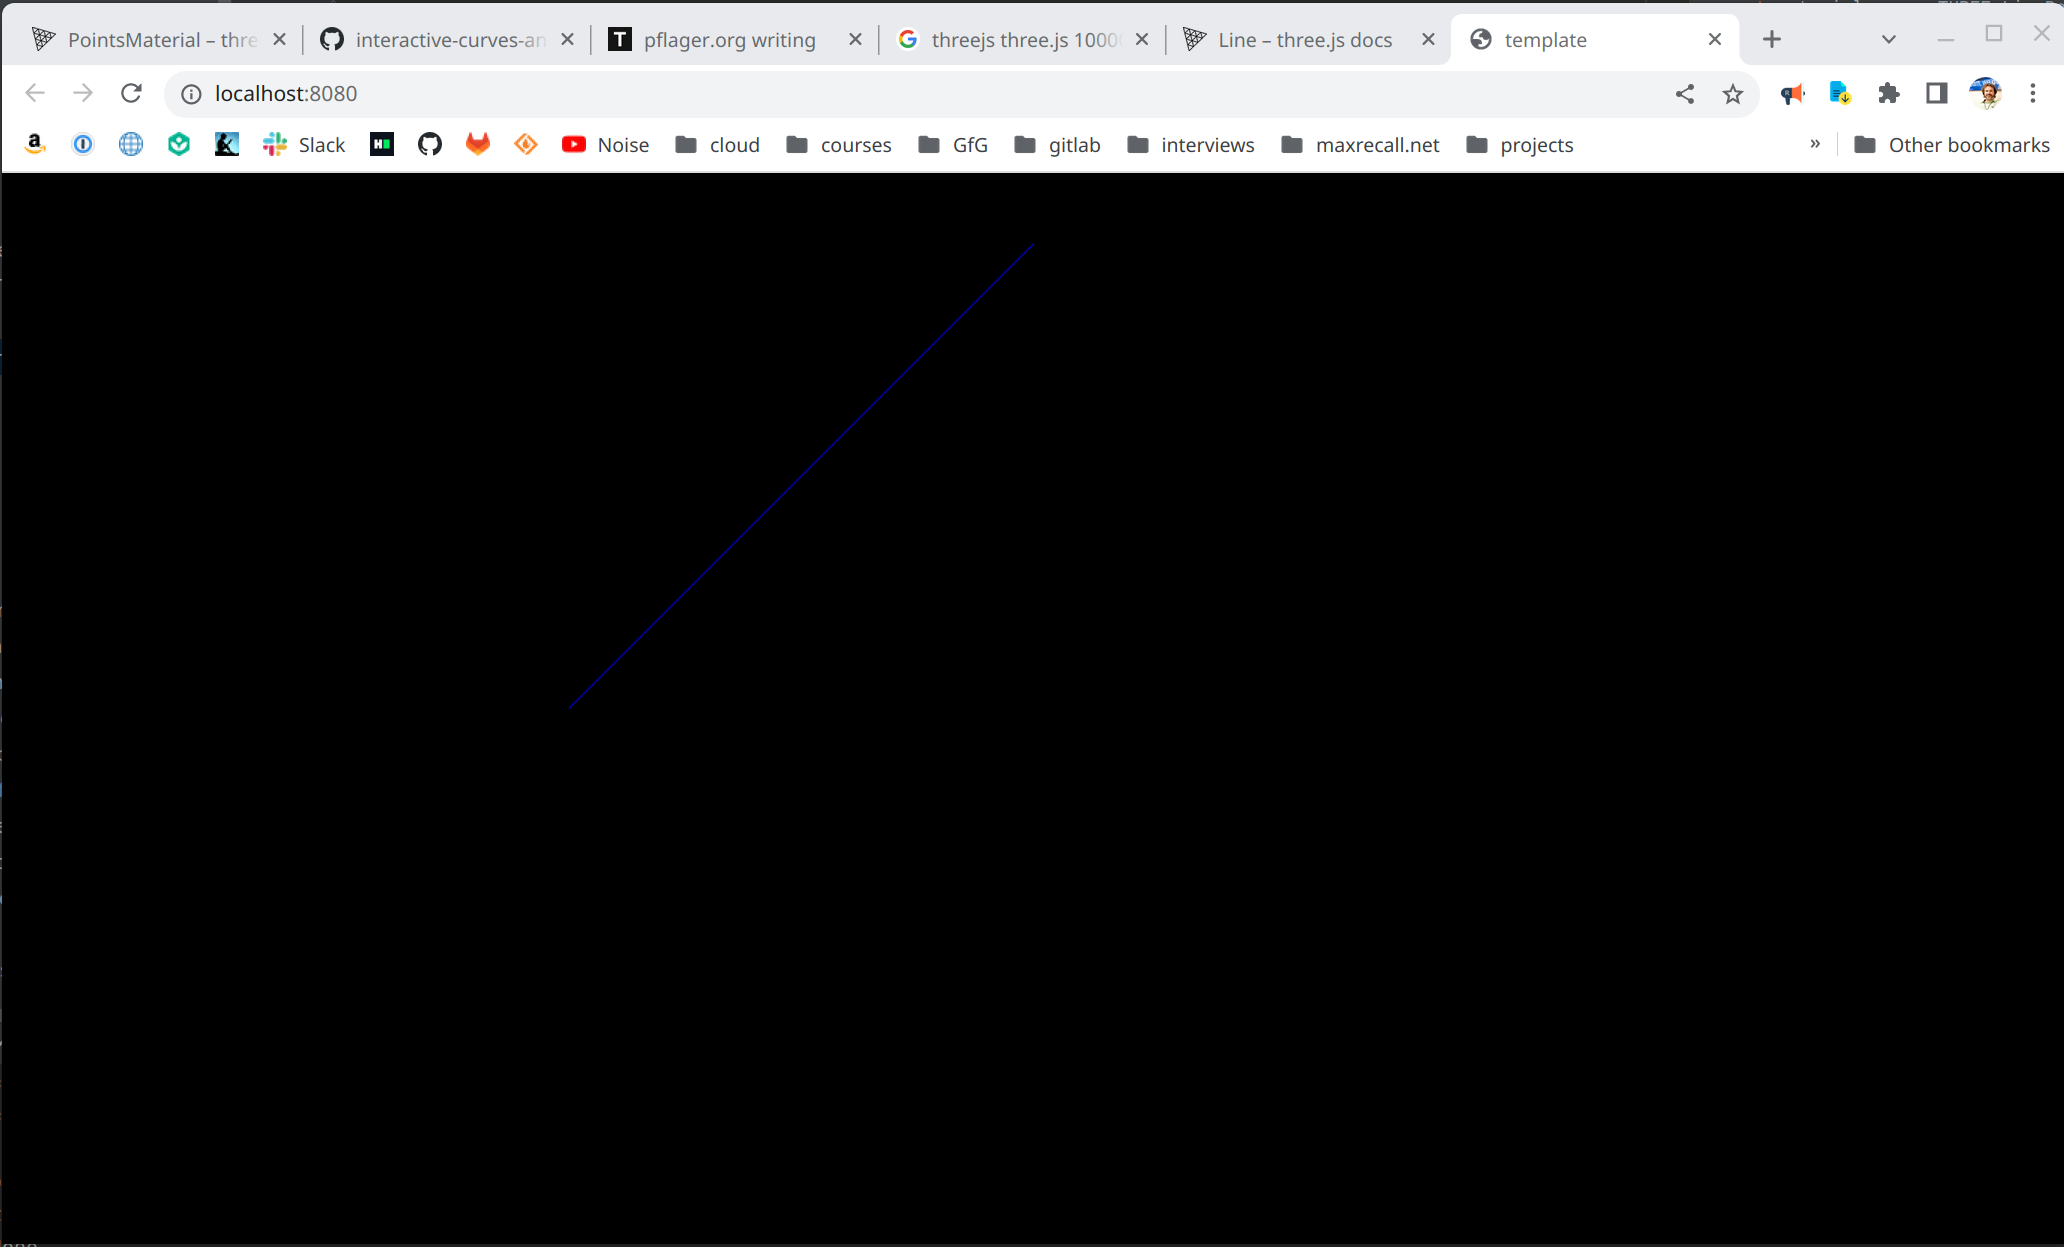 PointsMaterial – thre
interactive-curves-an
pflager.org writing
threejs three.js 1000
Line – three.js docs
template
localhost:8080
Slack
Noise
cloud
courses
GfG
gitlab
interviews
maxrecall.net
projects
»
Other bookmarks